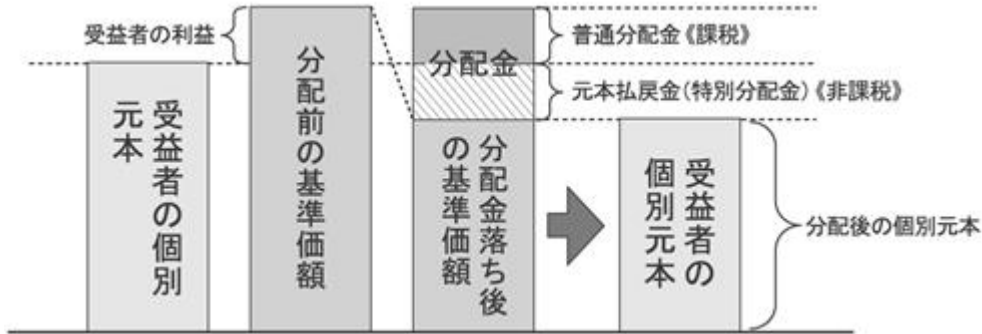 受益者の利益
受益者の個別
元本
分配前の基準価額
分配金
分配金落ち後
の基準価額
普通分配金《課税》
元本払戻金(特別分配金)《非課税》
受益者の
個別元本
分配後の個別元本